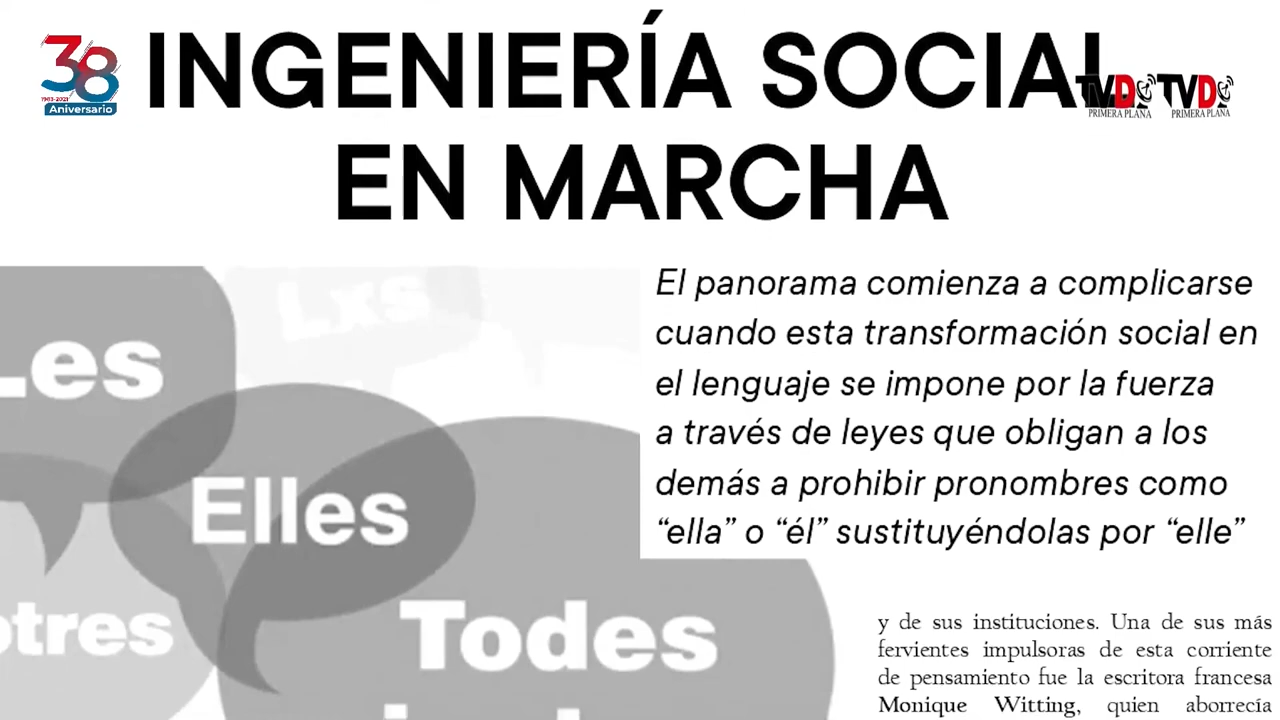 38
1983-2021
Aniversario
INGENIERÍA SOCIAL
EN MARCHA
TVD
PRIMERA PLANA
TVD
PRIMERA PLANA
El panorama comienza a complicarse
cuando esta transformación social en
el lenguaje se impone por la fuerza
a través de leyes que obligan a los
demás a prohibir pronombres como
“ella” o “él” sustituyéndolas por “elle”
Lxs
Les
Elles
otres
Todes
y de sus instituciones. Una de sus más
fervientes impulsoras de esta corriente
de pensamiento fue la escritora francesa
Monique Witting, quien aborrecía